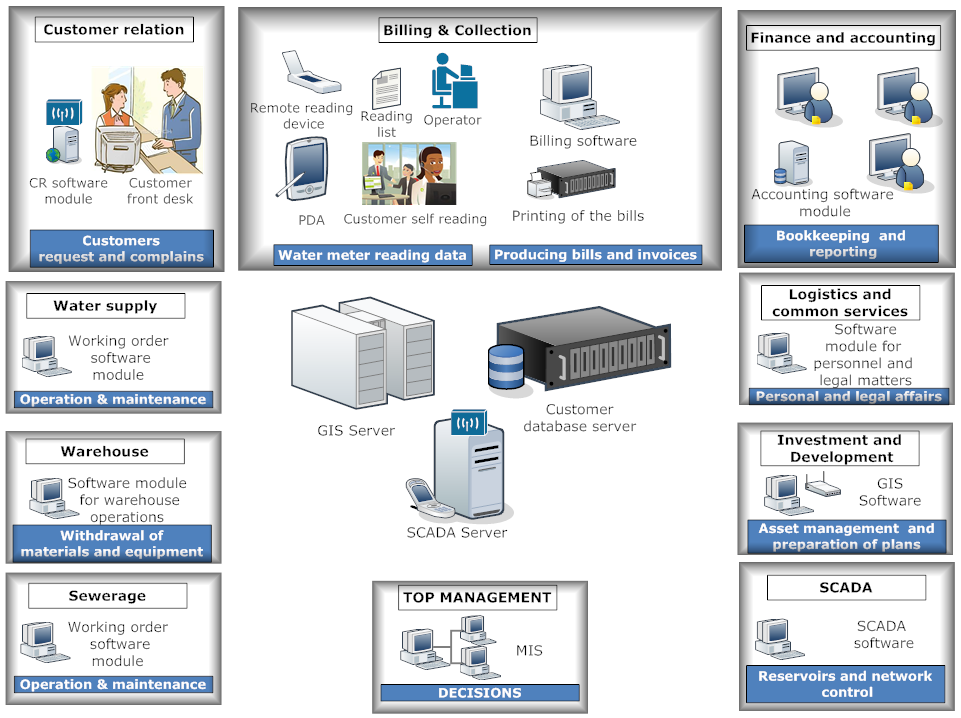 Customer relation
CR software
module
Customer
front desk
Customers
request and complains
Billing & Collection
Remote reading
device
Reading
list
Operator
Billing software
PDA
Customer self reading
Printing of the bills
Water meter reading data
Producing bills and invoices
Finance and accounting
Accounting software
module
Bookkeeping and
reporting
Water supply
Working order
software
module
Operation & maintenance
GIS Server
Customer
database server
SCADA Server
Logistics and
common services
Software
module for
personnel and
legal matters
Personal and legal affairs
Warehouse
Software module
for warehouse
operations
Withdrawal of
materials and equipment
Investment and
Development
GIS
Software
Asset management and
preparation of plans
Sewerage
Working order
software
module
Operation & maintenance
TOP MANAGEMENT
MIS
DECISIONS
SCADA
SCADA
software
Reservoirs and network
control